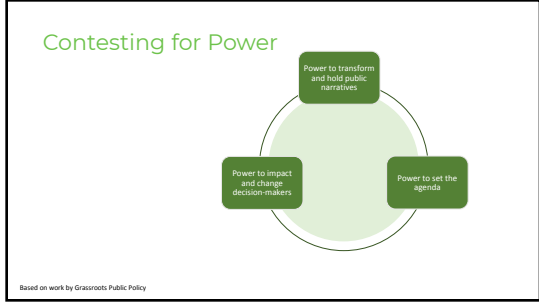 Contesting for Power
Power to transform
and hold public
narratives
Power to impact
and change
decision-makers
Power to set the
agenda
Based on work by Grassroots Public Policy